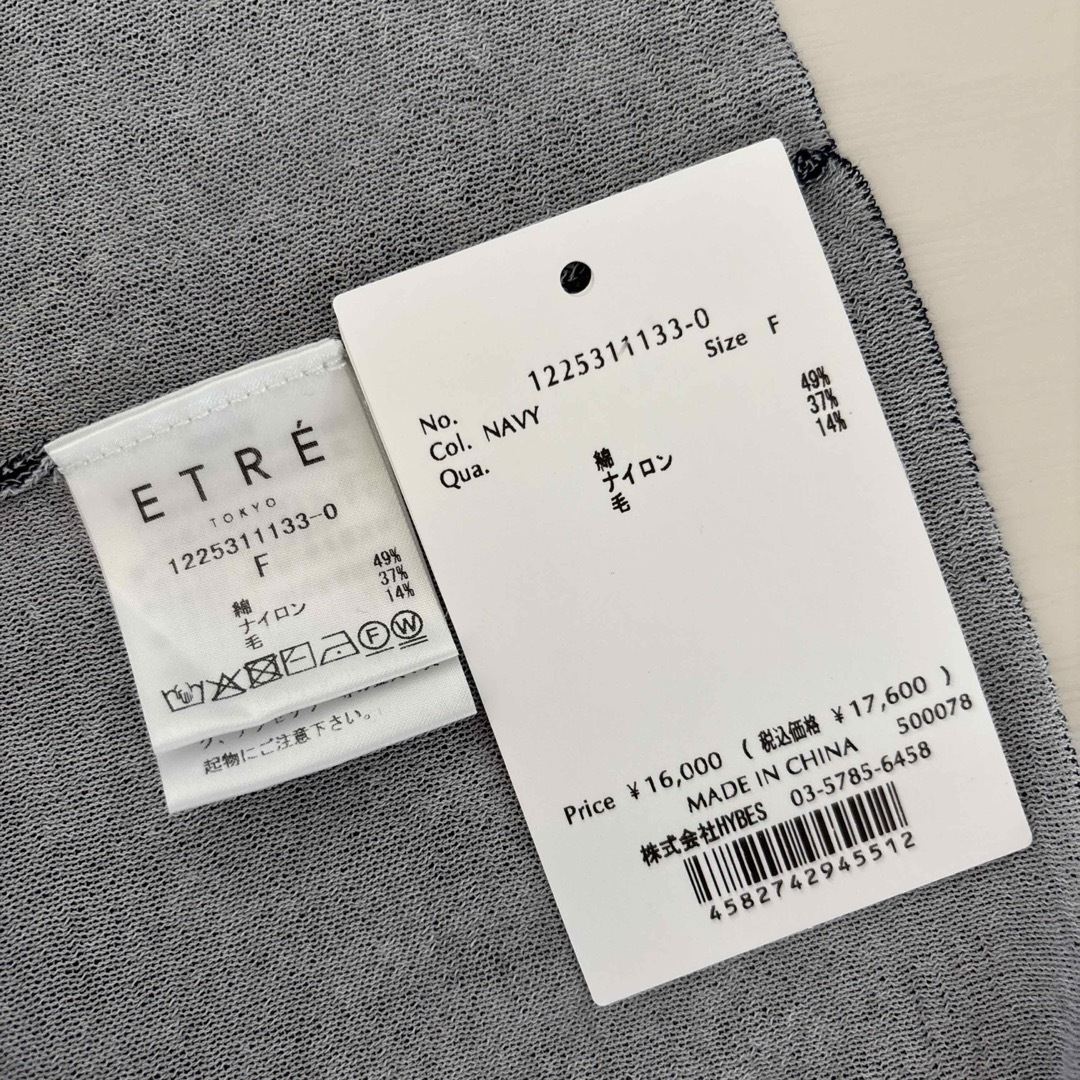 ETRÉ
TOKYO
1225311133-0
F
綿 49%
ナイロン 37%
毛 14%
F W
起物にご注意下さい。
No. 1225311133-0
Col. NAVY Size F
Qua. 綿 49%
ナイロン 37%
毛 14%
Price ¥16,000 ( 税込価格 ¥17,600 )
MADE IN CHINA 500078
株式会社HYBES 03-5785-6458
4582742945512